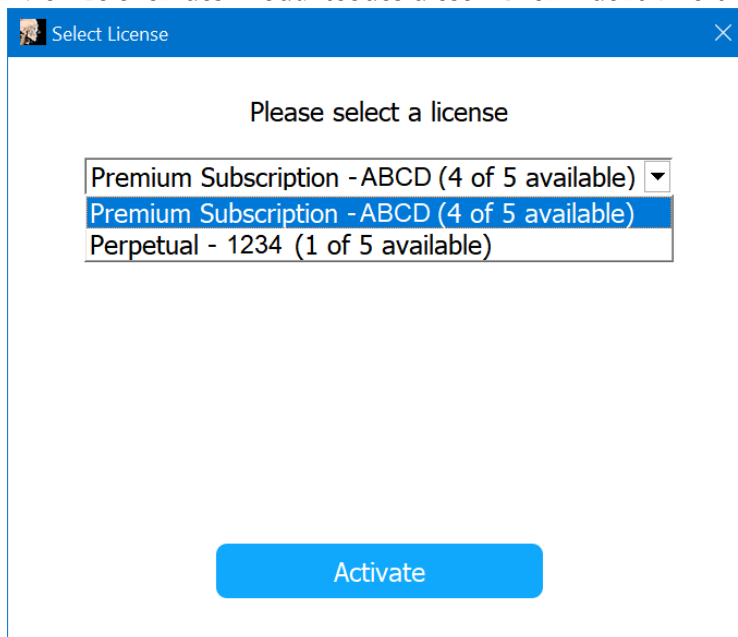 Select License
Please select a license
Premium Subscription - ABCD (4 of 5 available)
Premium Subscription - ABCD (4 of 5 available)
Perpetual - 1234 (1 of 5 available)
Activate